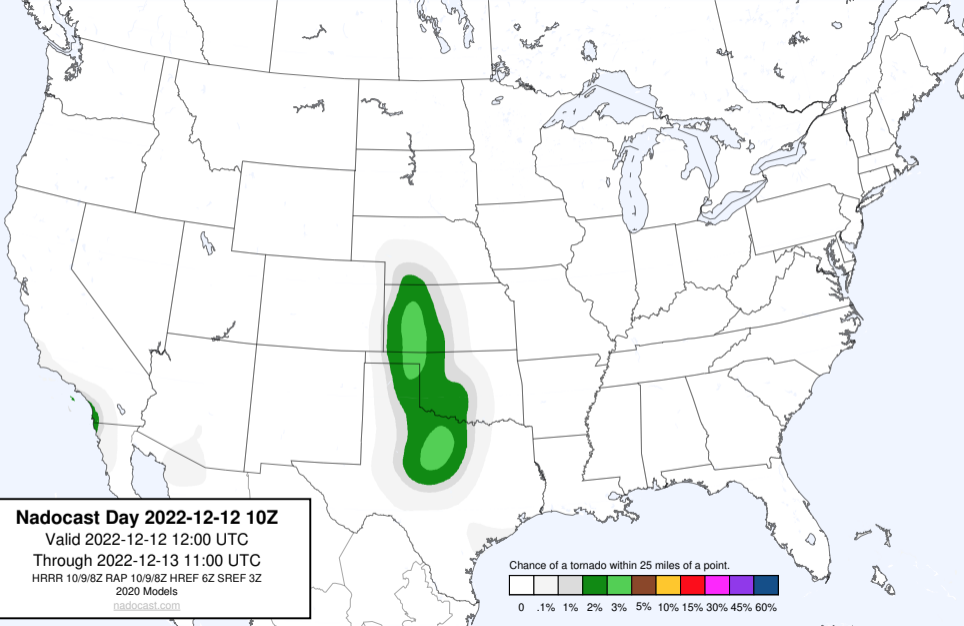 Nadocast Day 2022-12-12 10Z
Valid 2022-12-12 12:00 UTC
Through 2022-12-13 11:00 UTC
HRRR 10/9/8Z RAP 10/9/8Z HREF 6Z SREF 3Z
2020 Models
nadocast.com
Chance of a tornado within 25 miles of a point.
0 .1% 1% 2% 3% 5% 10% 15% 30% 45% 60%